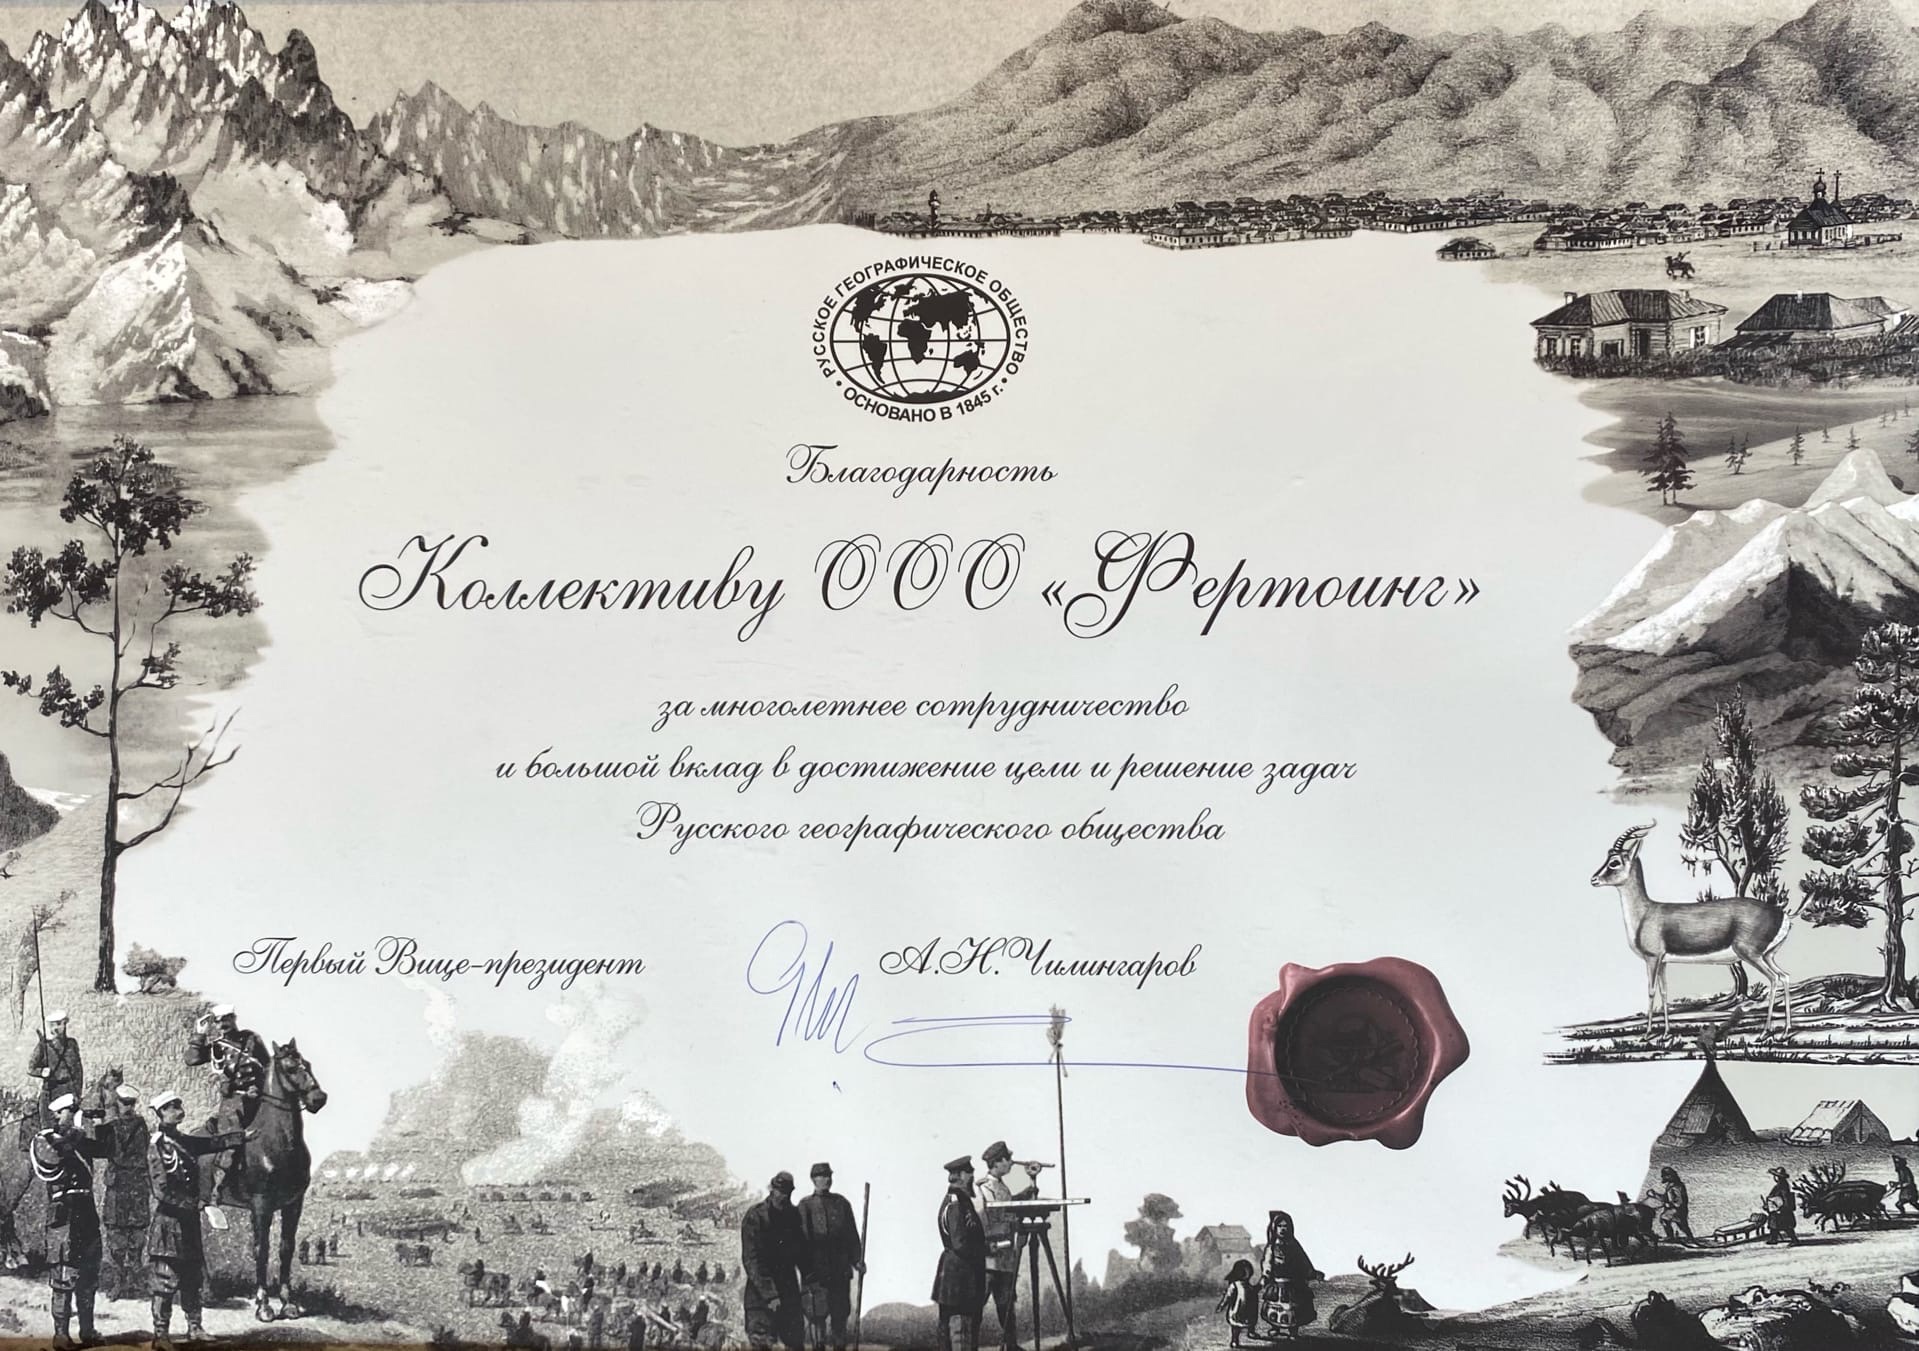 РУССКОЕ ГЕОГРАФИЧЕСКОЕ ОБЩЕСТВО
• ОСНОВАНО В 1845 г. •
Благодарность
Коллективу ООО «Фертоинг»
за многолетнее сотрудничество
и большой вклад в достижение цели и решение задач
Русского географического общества
Первый Вице-президент А.Н.Чилингаров